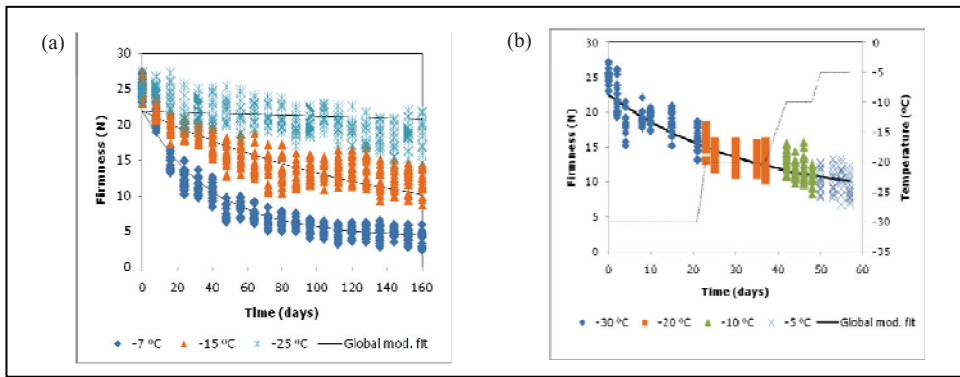 (a)
30
25
20
15
10
5
0
Firmness (N)
0 20 40 60 80 100 120 140 160
Time (days)
-7 ºC -15 ºC -25 ºC Global mod. fit
(b)
30
25
20
15
10
5
0
Firmness (N)
0
-5
-10
-15
-20
-25
-30
-35
Temperature (ºC)
0 10 20 30 40 50 60
Time (days)
-30 ºC -20 ºC -10 ºC -5 ºC Global mod. fit